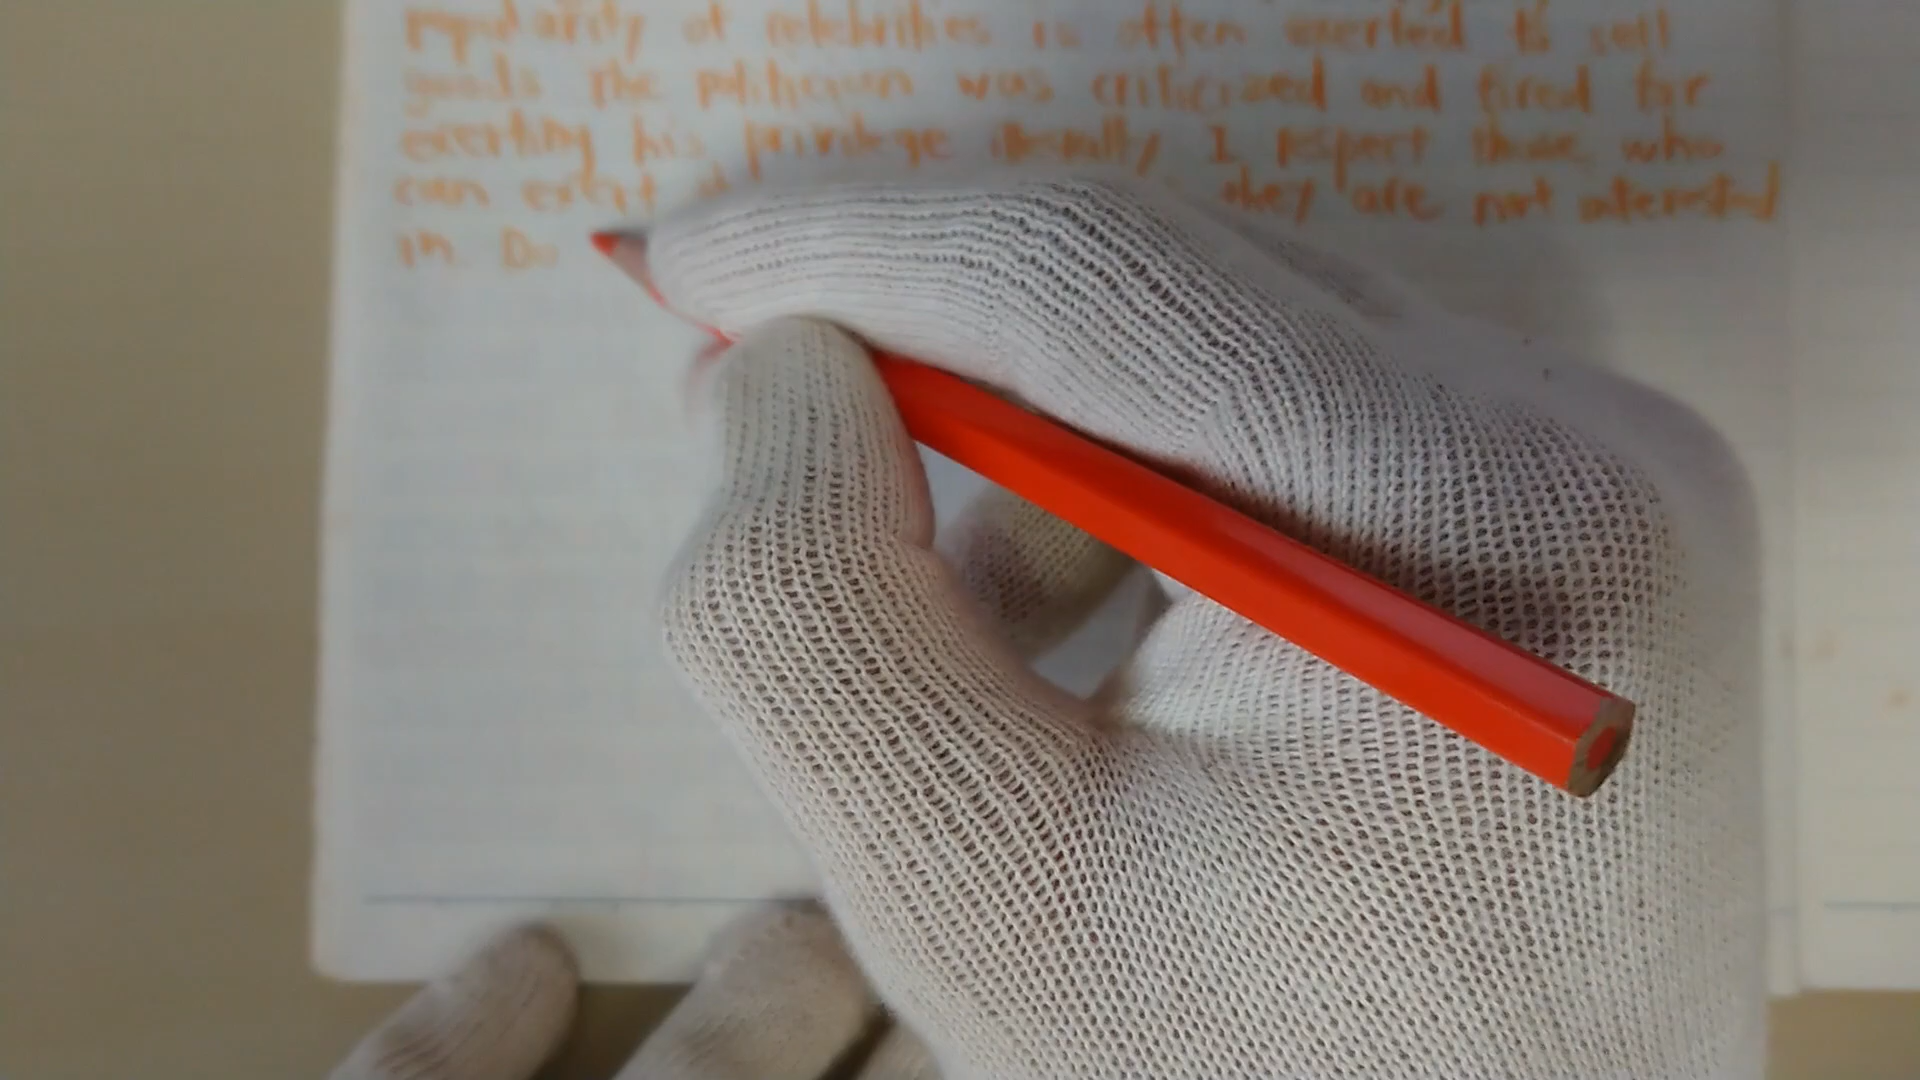 popularity of celebrities is often exerted to sell
goods The politician was criticized and fired for
exerting his privilege illegally I respect those who
can exert they are not interested
in. Do